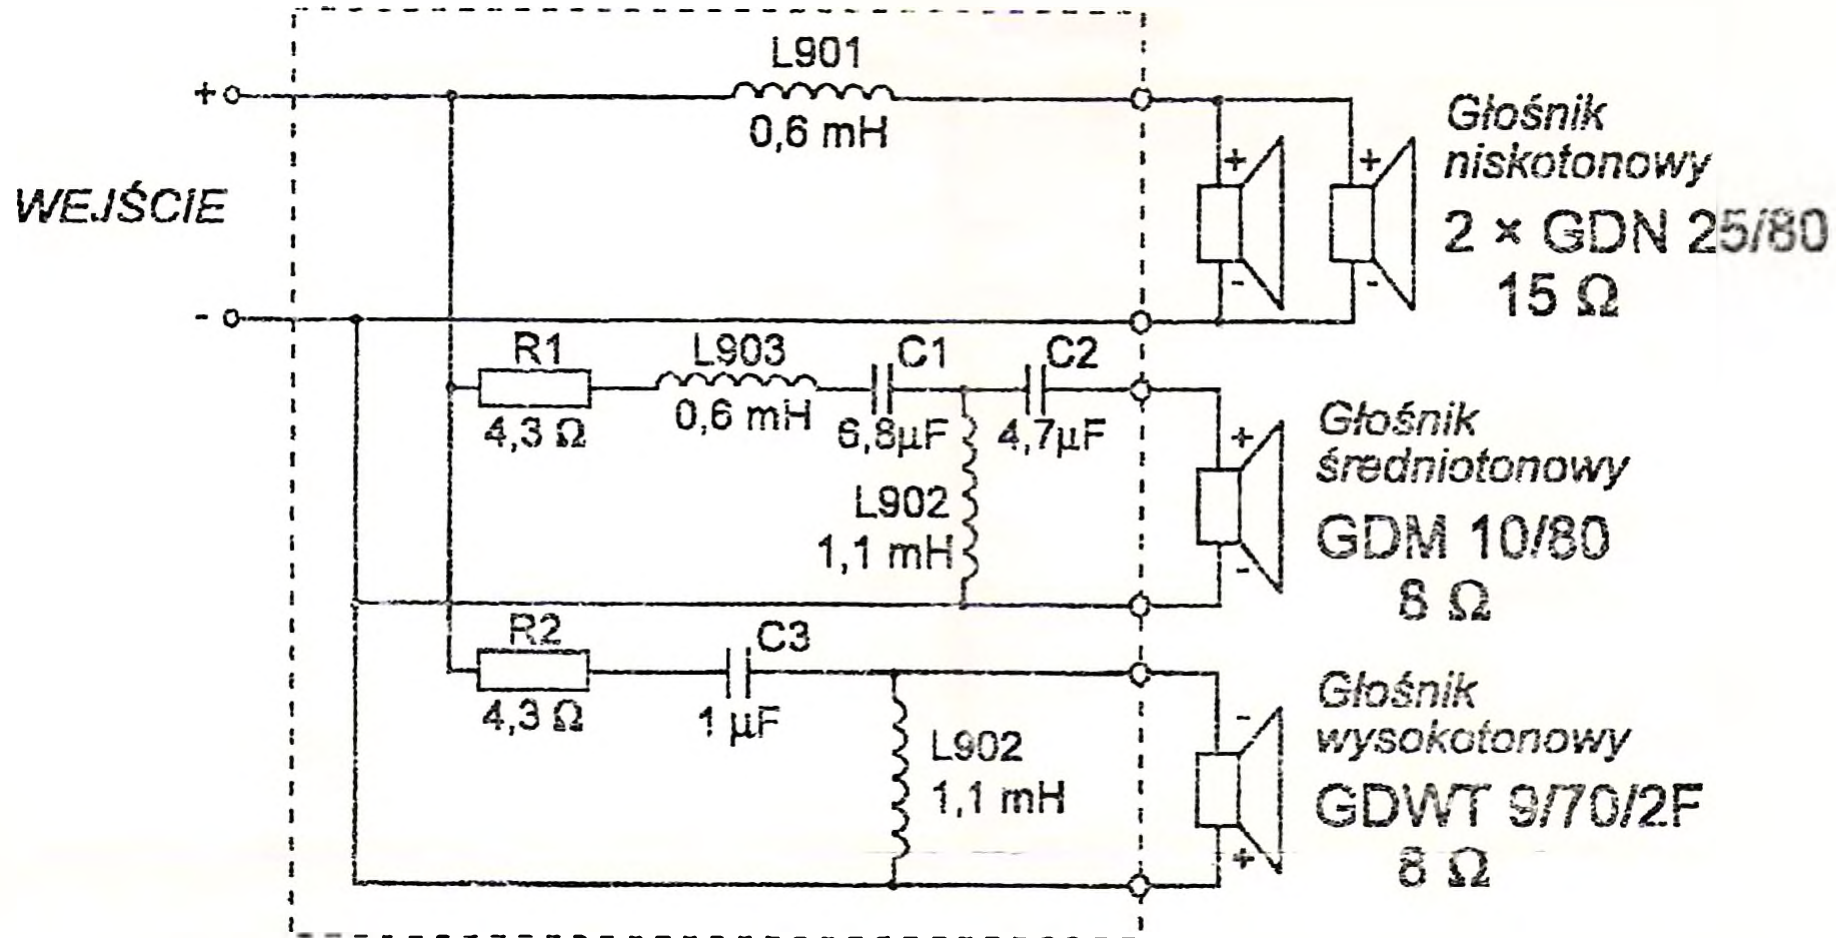 L901
+
0,6 mH
WEJŚCIE
-
+
-
+
-
Głośnik
niskotonowy
2 × GDN 25/80
15 Ω
R1
4,3 Ω
L903
0,6 mH
C1
6,8µF
C2
4,7µF
L902
1,1 mH
+
-
Głośnik
średniotonowy
GDM 10/80
8 Ω
R2
4,3 Ω
C3
1 µF
L902
1,1 mH
-
+
Głośnik
wysokotonowy
GDWT 9/70/2F
8 Ω